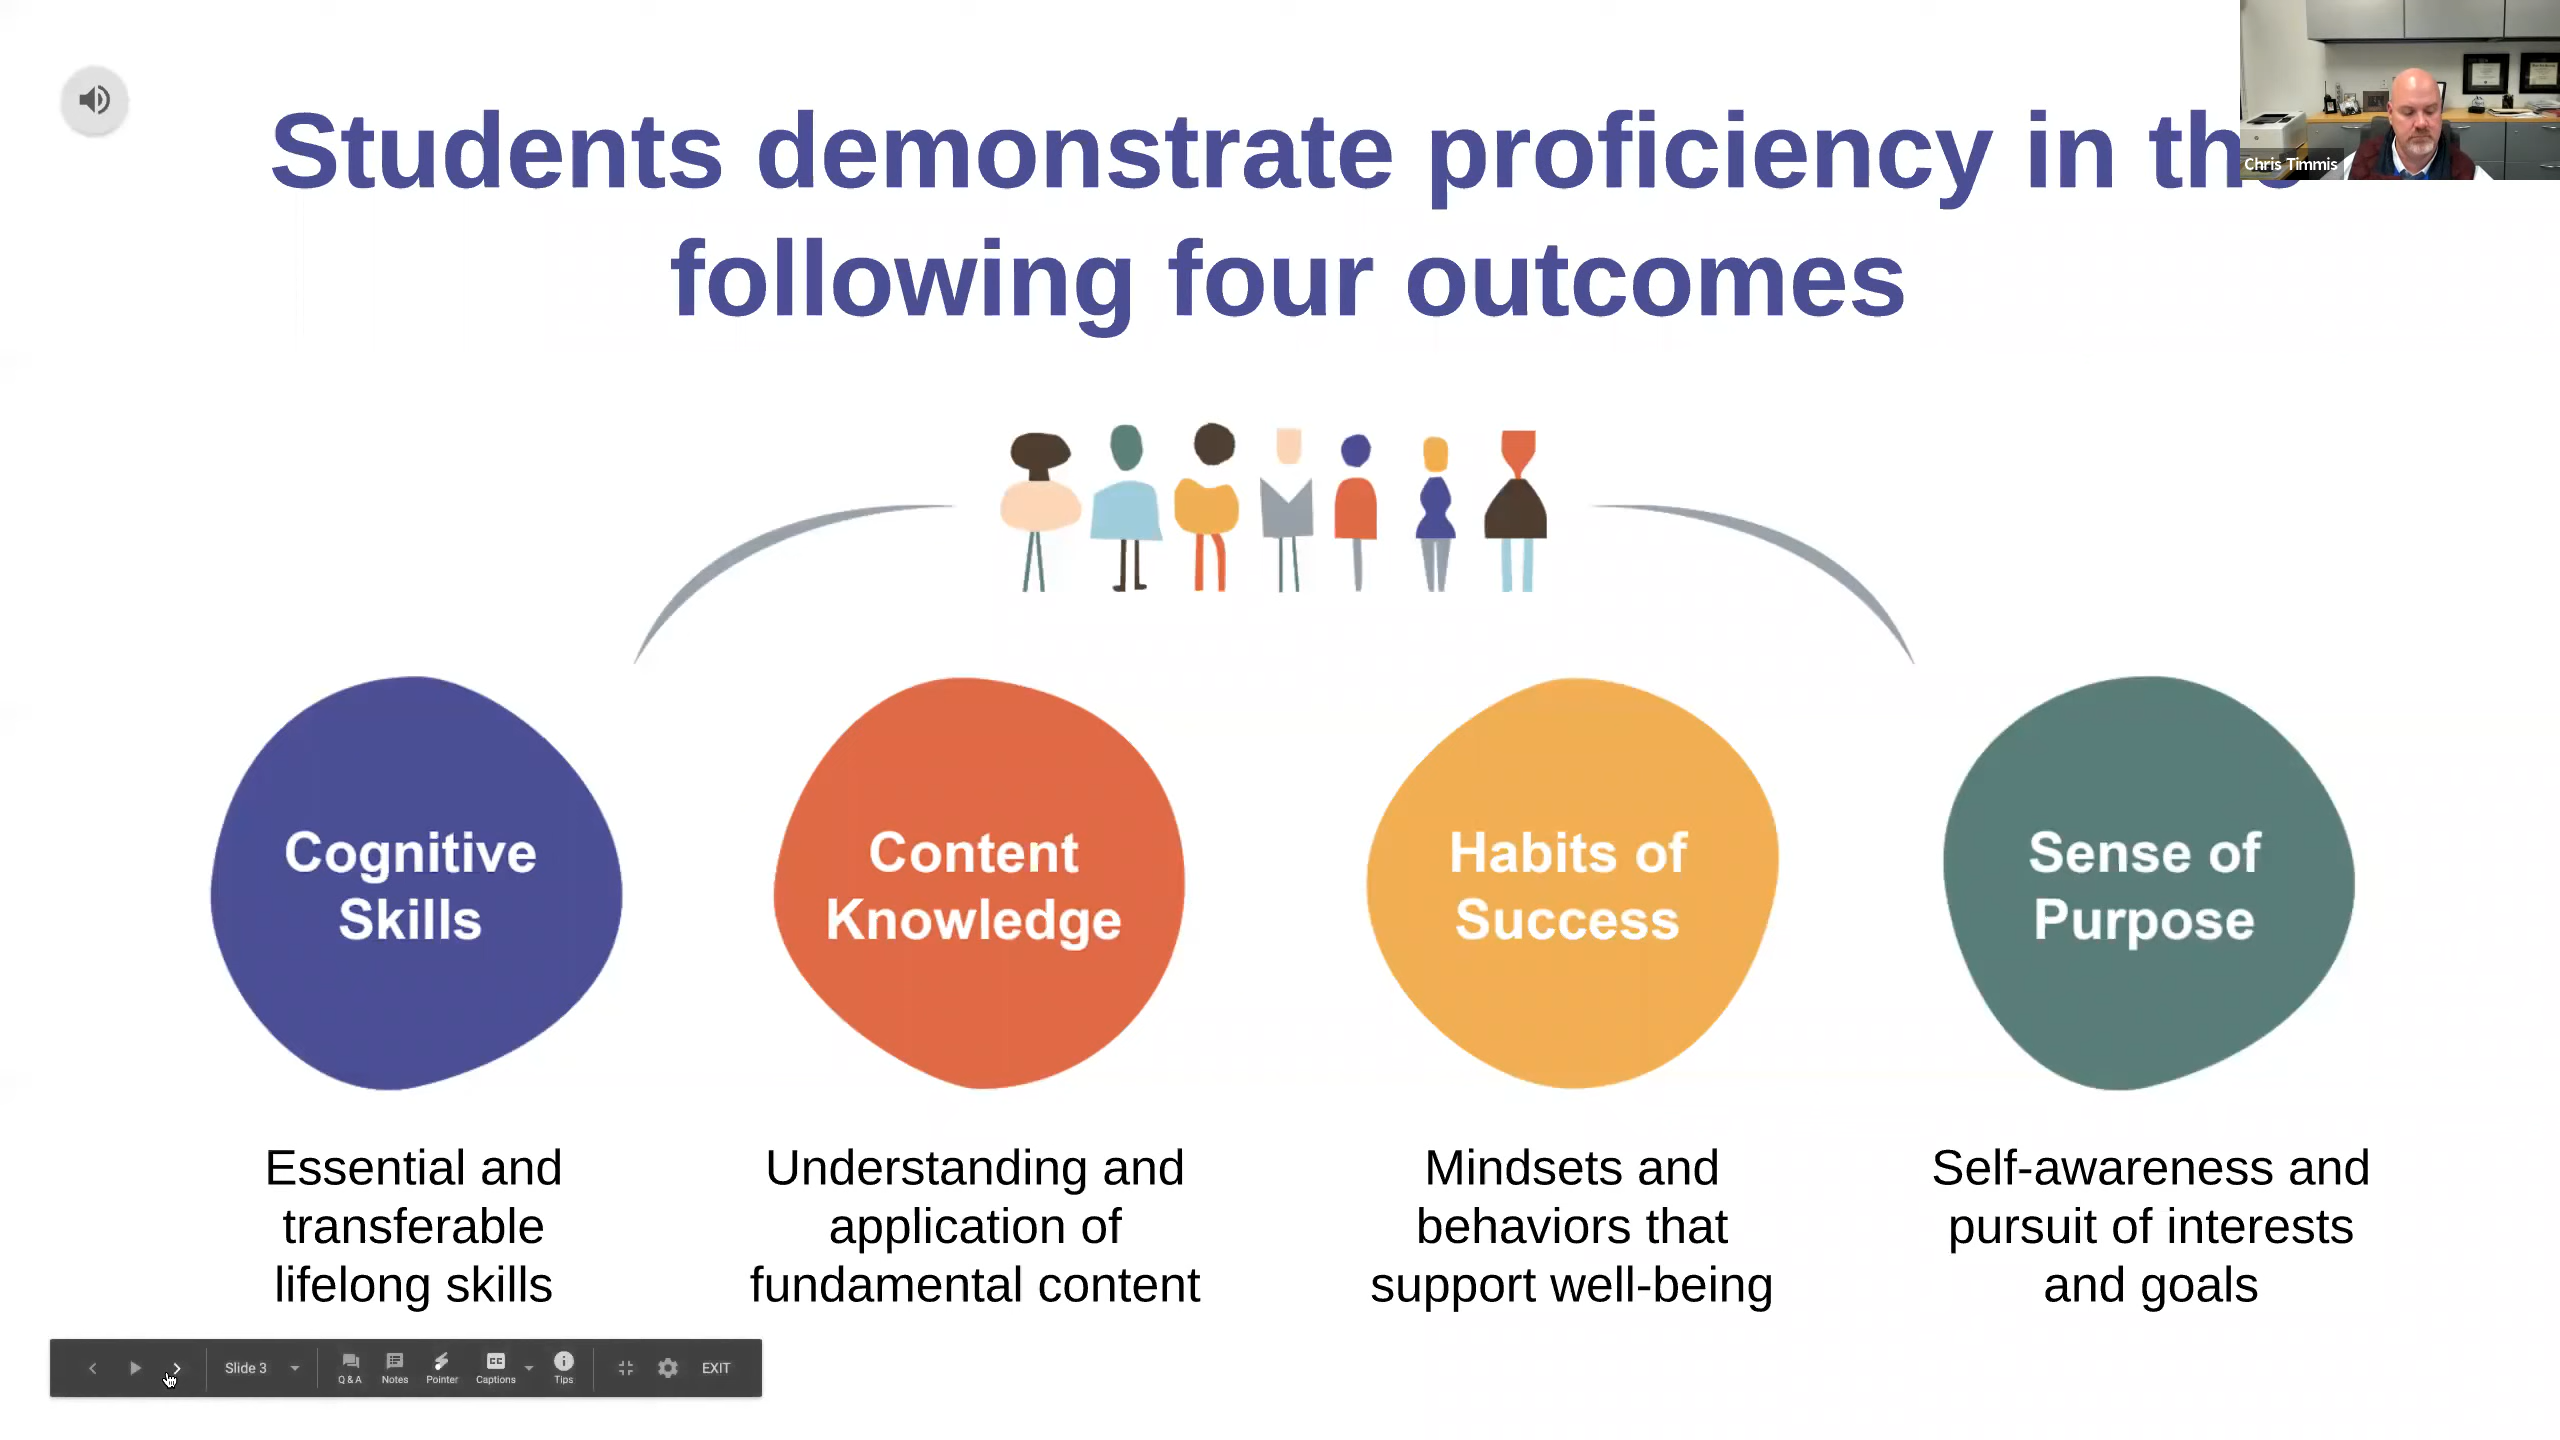 Students demonstrate proficiency in the
following four outcomes
Chris Timmis
Cognitive
Skills
Content
Knowledge
Habits of
Success
Sense of
Purpose
Essential and
transferable
lifelong skills
Understanding and
application of
fundamental content
Mindsets and
behaviors that
support well-being
Self-awareness and
pursuit of interests
and goals
Slide 3
Q & A
Notes
Pointer
CC
Captions
Tips
EXIT